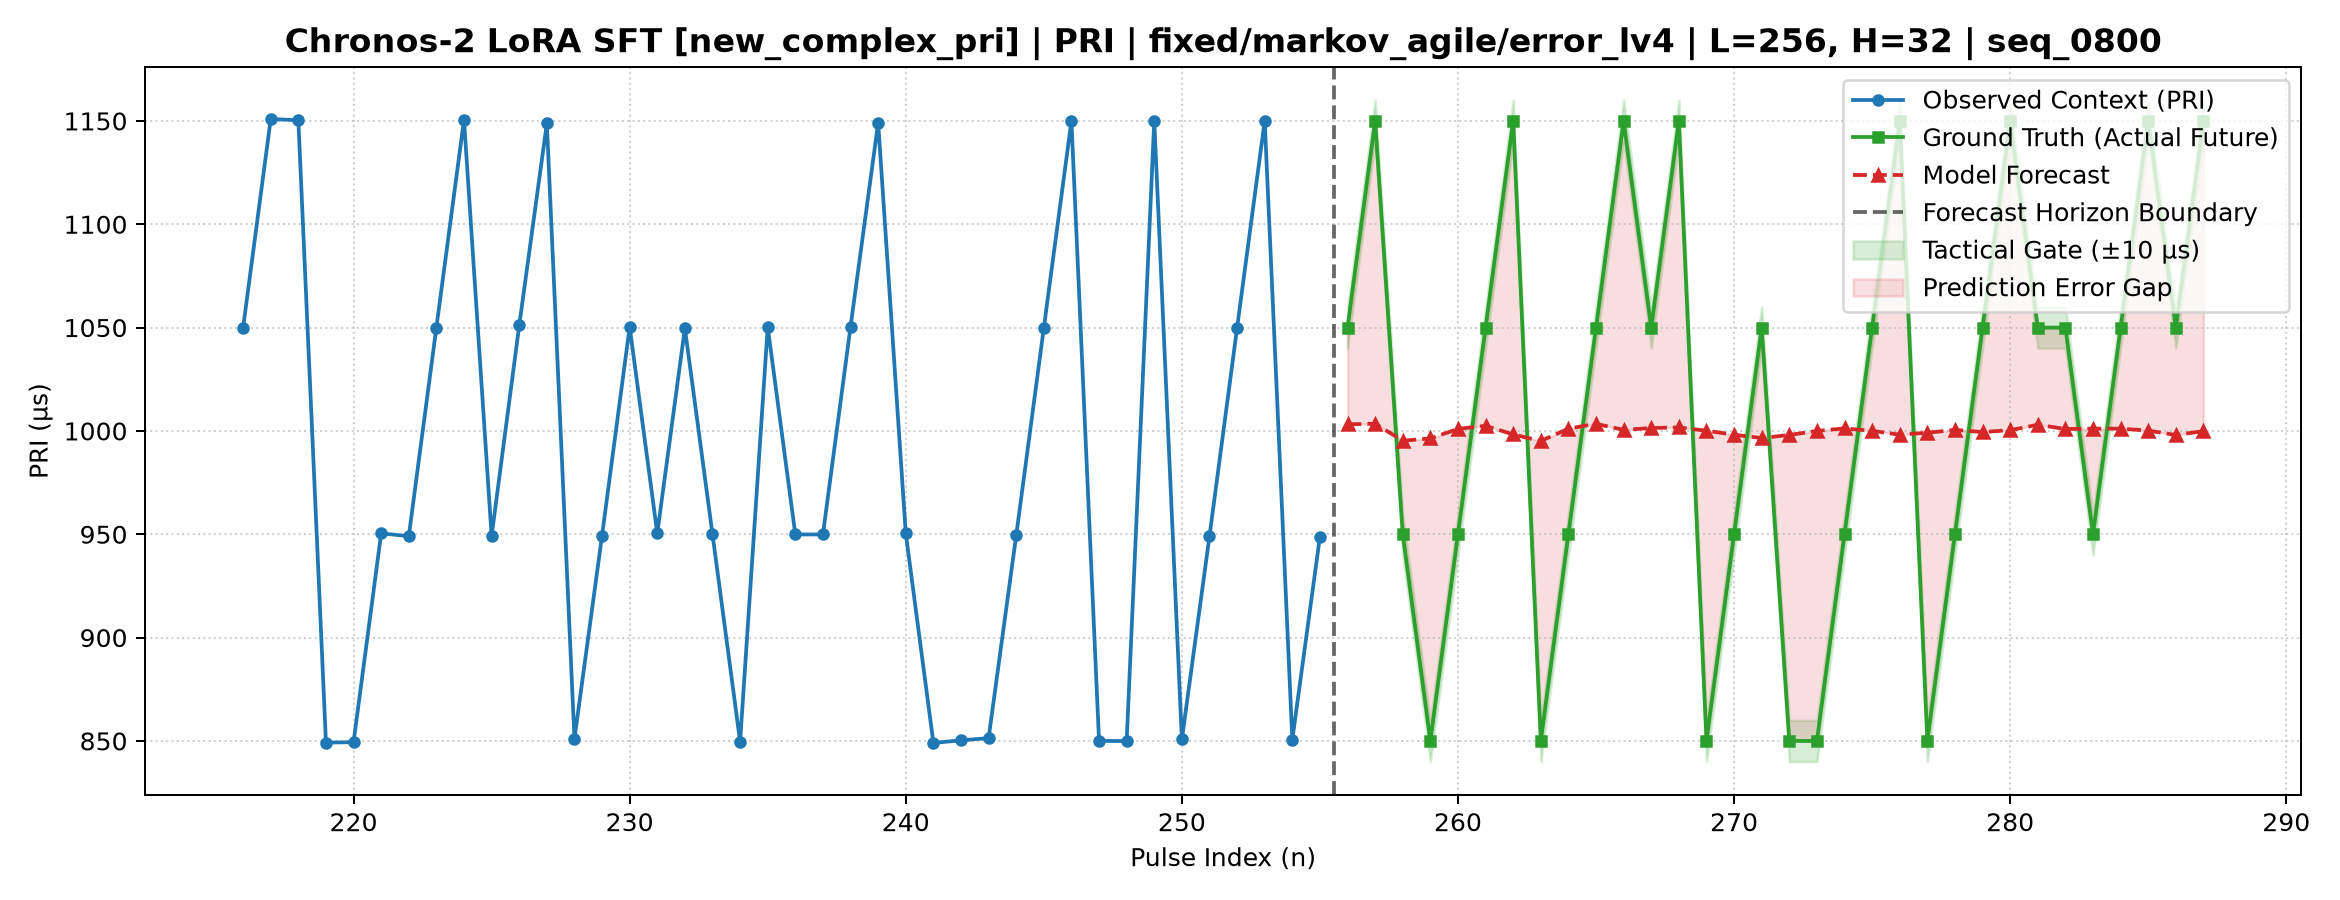 Chronos-2 LoRA SFT [new_complex_pri] | PRI | fixed/markov_agile/error_lv4 | L=256, H=32 | seq_0800
Observed Context (PRI)
Ground Truth (Actual Future)
Model Forecast
Forecast Horizon Boundary
Tactical Gate (±10 µs)
Prediction Error Gap
PRI (µs)
1150
1100
1050
1000
950
900
850
220
230
240
250
260
270
280
290
Pulse Index (n)